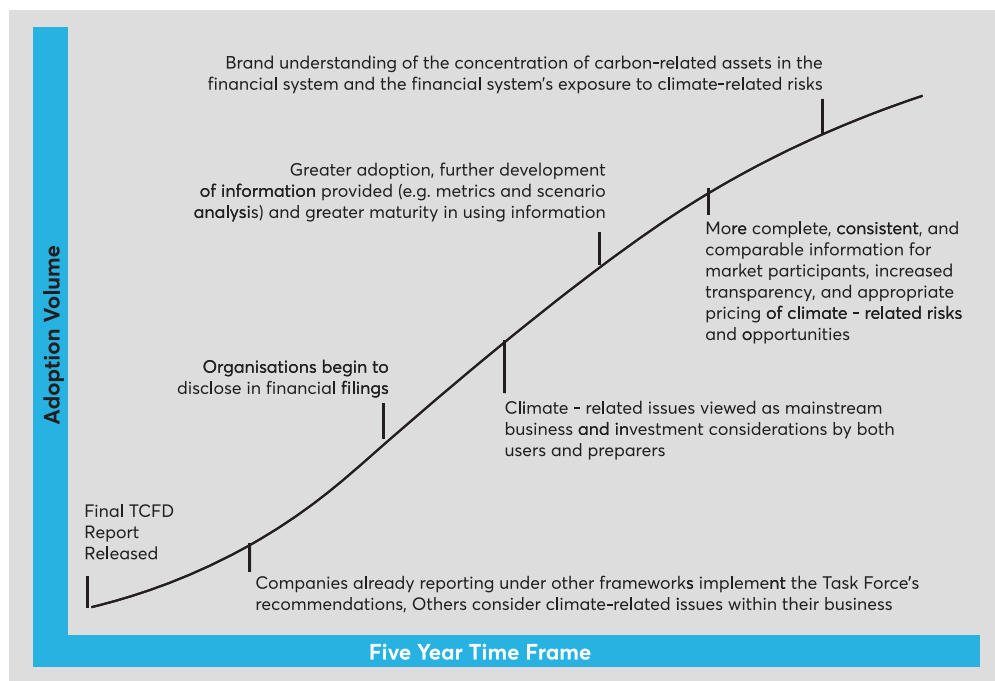 Brand understanding of the concentration of carbon-related assets in the
financial system and the financial system's exposure to climate-related risks
Greater adoption, further development
of information provided (e.g. metrics and scenario
analysis) and greater maturity in using information
More complete, consistent, and
comparable information for
market participants, increased
transparency, and appropriate
pricing of climate - related risks
and opportunities
Adoption Volume
Organisations begin to
disclose in financial filings
Climate - related issues viewed as mainstream
business and investment considerations by both
users and preparers
Final TCFD
Report
Released
Companies already reporting under other frameworks implement the Task Force's
recommendations, Others consider climate-related issues within their business
Five Year Time Frame